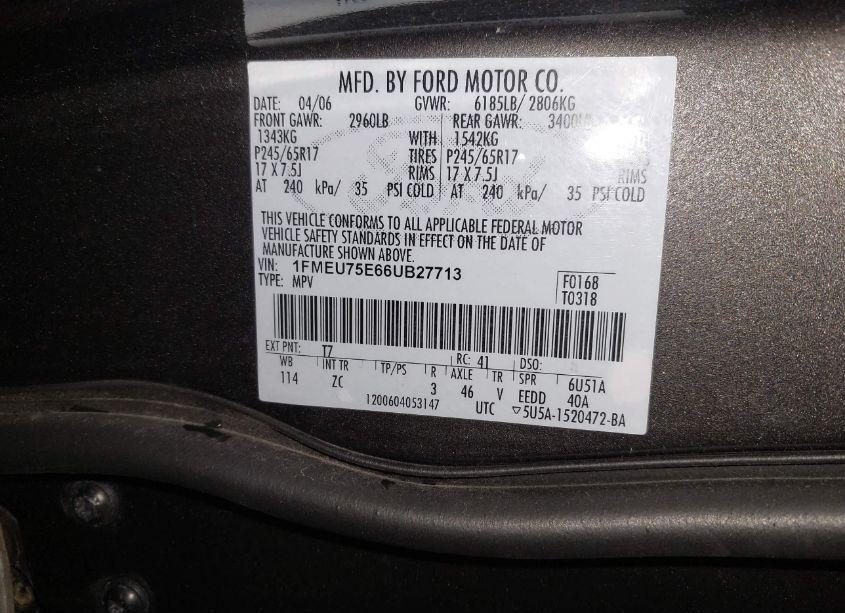 MFD. BY FORD MOTOR CO.
DATE: 04/06 GVWR: 6185LB/ 2806KG
FRONT GAWR: 2960LB REAR GAWR: 3400LB
1343KG WITH 1542KG
P245/65R17 TIRES P245/65R17
17 X 7.5J RIMS 17 X 7.5J RIMS
AT 240 kPa/ 35 PSI COLD AT 240 kPa/ 35 PSI COLD
THIS VEHICLE CONFORMS TO ALL APPLICABLE FEDERAL MOTOR
VEHICLE SAFETY STANDARDS IN EFFECT ON THE DATE OF
MANUFACTURE SHOWN ABOVE.
VIN: 1FMEU75E66UB27713
TYPE: MPV
F0168
T0318
EXT PNT: T7 RC: 41 DSO:
WB INT TR TP/PS R AXLE TR SPR 6U51A
114 ZC 3 46 V EEDD 40A
1200604053147 UTC ▽5U5A-1520472-BA